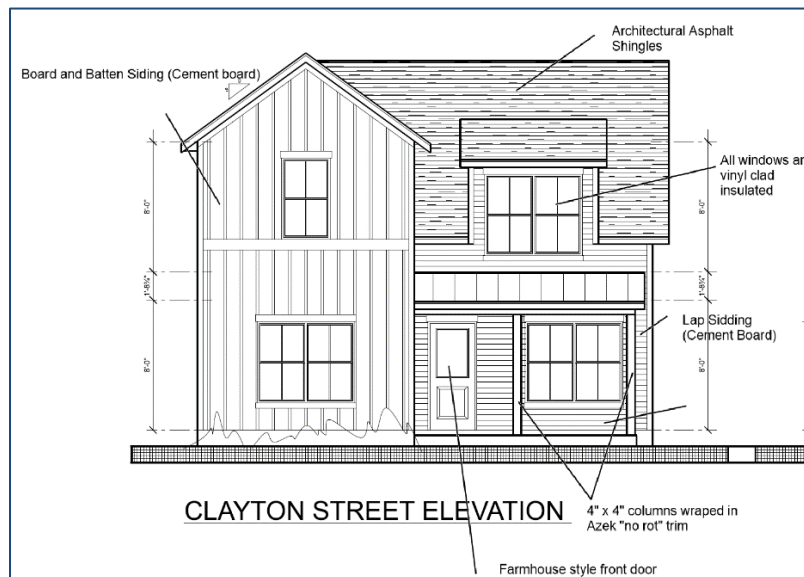 Architectural Asphalt
Shingles
Board and Batten Siding (Cement board)
All windows ar
vinyl clad
insulated
8'-0"
8'-0"
1'-8¾"
1'-8¾"
Lap Sidding
(Cement Board)
8'-0"
8'-0"
CLAYTON STREET ELEVATION
4" x 4" columns wraped in
Azek "no rot" trim
Farmhouse style front door